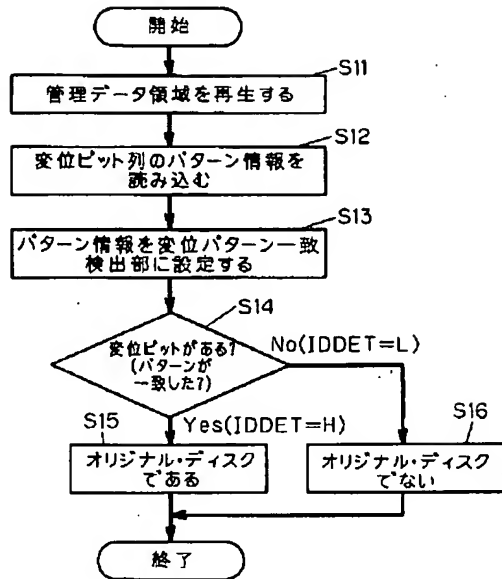 開始
S11
管理データ領域を再生する
S12
変位ピット列のパターン情報を
読み込む
S13
パターン情報を変位パターン一致
検出部に設定する
S14
変位ピットがある?
(パターンが
一致した?)
No(IDDET=L)
S15
Yes(IDDET=H)
S16
オリジナル・ディスク
である
オリジナル・ディスク
でない
終了